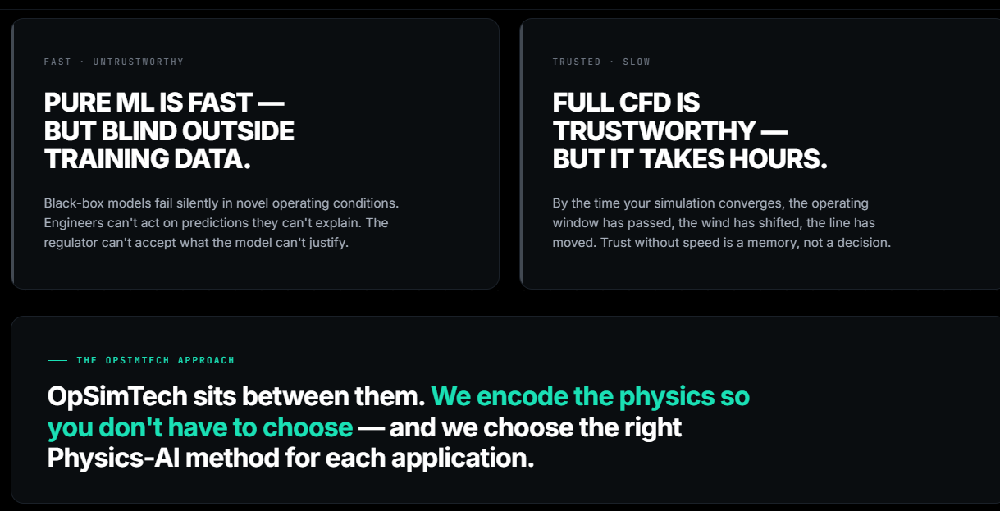 FAST · UNTRUSTWORTHY
PURE ML IS FAST —
BUT BLIND OUTSIDE
TRAINING DATA.
Black-box models fail silently in novel operating conditions.
Engineers can't act on predictions they can't explain. The
regulator can't accept what the model can't justify.
TRUSTED · SLOW
FULL CFD IS
TRUSTWORTHY —
BUT IT TAKES HOURS.
By the time your simulation converges, the operating
window has passed, the wind has shifted, the line has
moved. Trust without speed is a memory, not a decision.
THE OPSIMTECH APPROACH
OpSimTech sits between them. We encode the physics so
you don't have to choose — and we choose the right
Physics-AI method for each application.